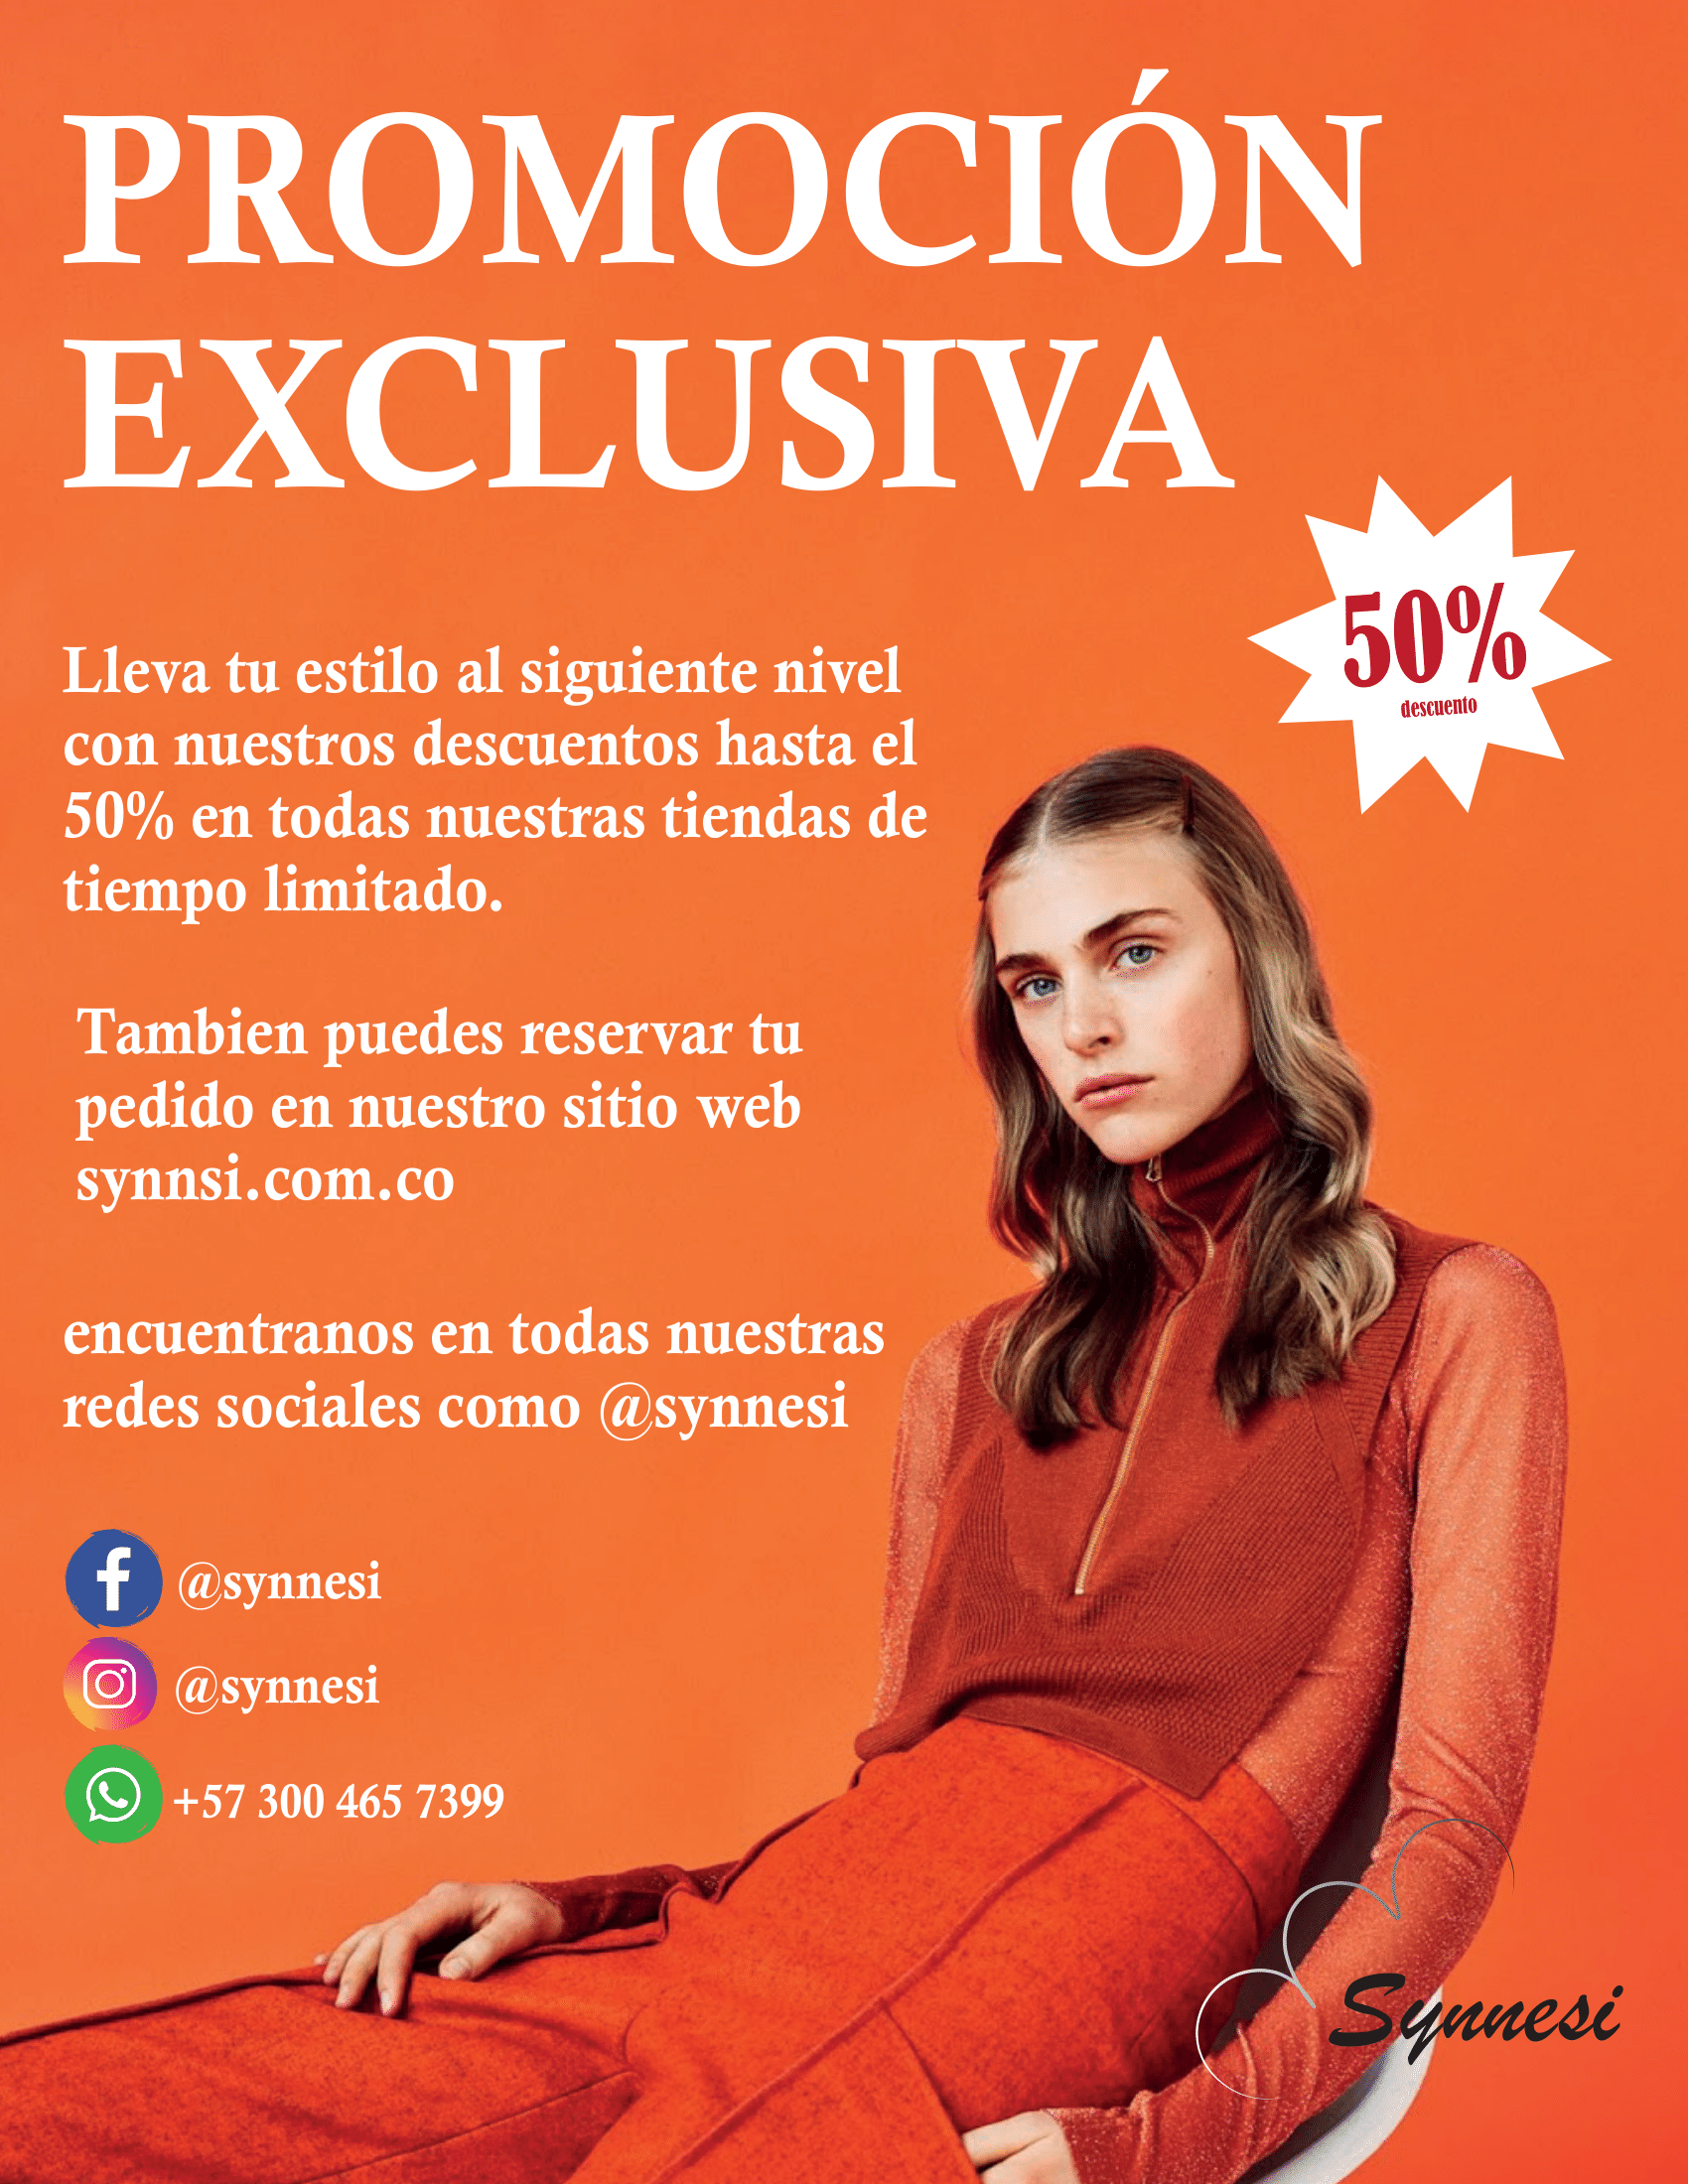 PROMOCIÓN
EXCLUSIVA
50%
descuento
Lleva tu estilo al siguiente nivel
con nuestros descuentos hasta el
50% en todas nuestras tiendas de
tiempo limitado.
Tambien puedes reservar tu
pedido en nuestro sitio web
synnsi.com.co
encuentranos en todas nuestras
redes sociales como @synnesi
@synnesi
@synnesi
+57 300 465 7399
Synnesi